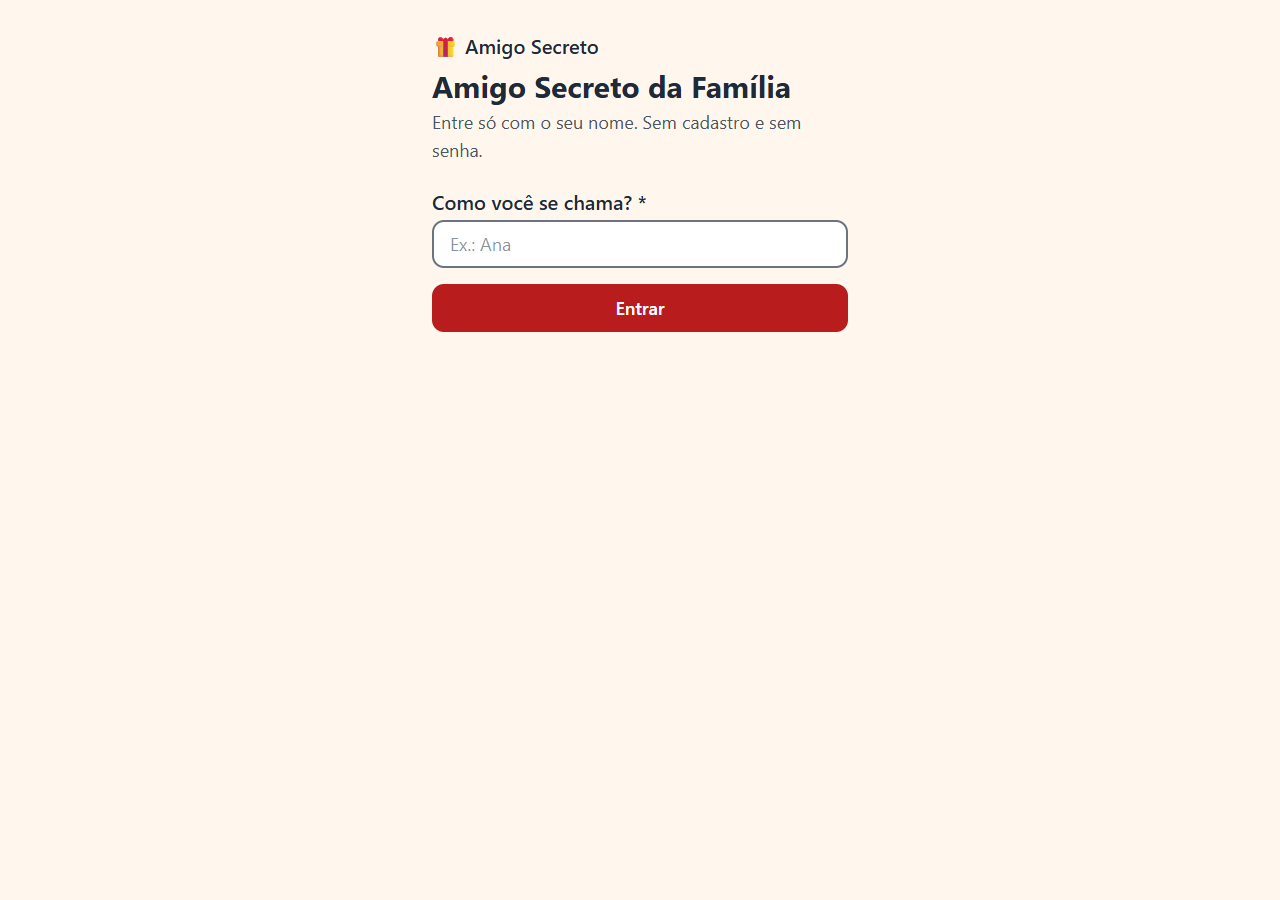 Amigo Secreto
Amigo Secreto da Família
Entre só com o seu nome. Sem cadastro e sem
senha.
Como você se chama? *
Ex.: Ana
Entrar